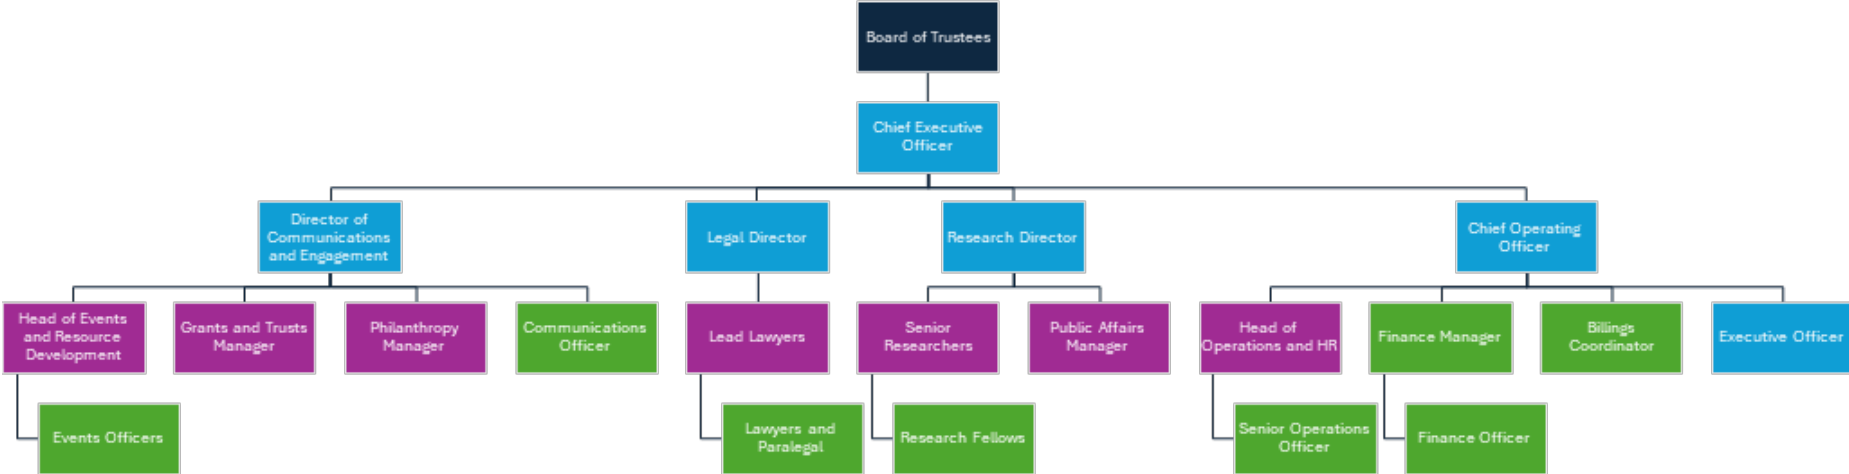 Board of Trustees
Chief Executive
Officer
Director of
Communications
and Engagement
Legal Director
Research Director
Chief Operating
Officer
Head of Events
and Resource
Development
Grants and Trusts
Manager
Philanthropy
Manager
Communications
Officer
Lead Lawyers
Senior
Researchers
Public Affairs
Manager
Head of
Operations and HR
Finance Manager
Billings
Coordinator
Executive Officer
Events Officers
Lawyers and
Paralegal
Research Fellows
Senior Operations
Officer
Finance Officer